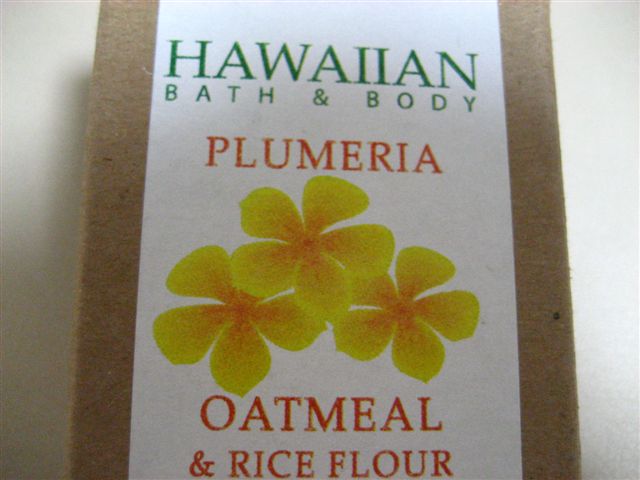 HAWAIIAN
BATH & BODY
PLUMERIA
OATMEAL
& RICE FLOUR